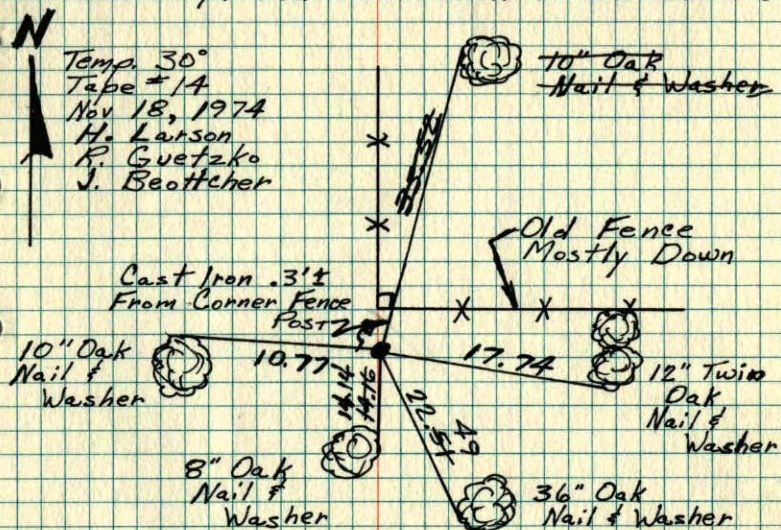 N
Temp. 30°
Tape #14
Nov 18, 1974
H. Larson
R. Guetzko
J. Beottcher
10" Oak
Nail & Washer
35.52
Old Fence
Mostly Down
Cast Iron .3'±
From Corner Fence
Post
10" Oak
Nail &
Washer
10.77
17.74
12" Twin
Oak
Nail &
Washer
14.14
14.16
22.51
49
8" Oak
Nail &
Washer
36" Oak
Nail & Washer